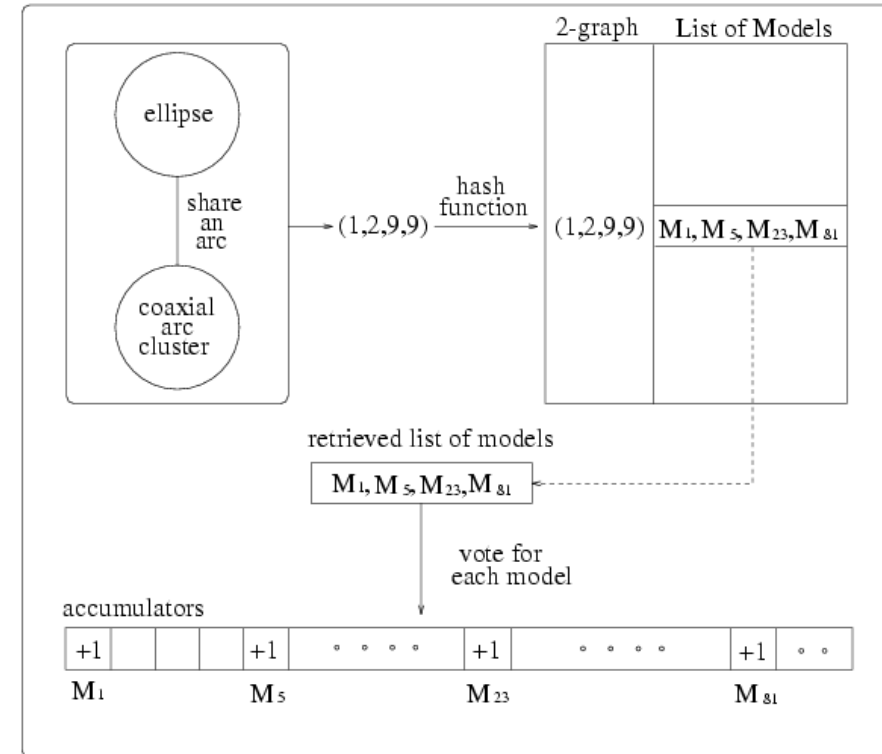 2-graph List of Models
ellipse
share
an
arc
coaxial
arc
cluster
(1,2,9,9)
hash
function
(1,2,9,9)
M1, M5, M23, M81
retrieved list of models
M1, M5, M23, M81
vote for
each model
accumulators
+1 +1 +1 +1
M1 M5 M23 M81